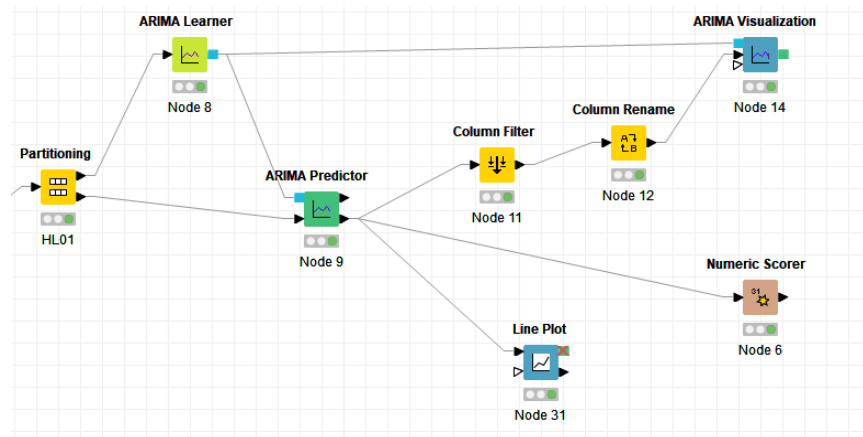 ARIMA Learner
Node 8
ARIMA Visualization
Node 14
Column Rename
A
B
Node 12
Column Filter
Node 11
Partitioning
HL01
ARIMA Predictor
Node 9
Numeric Scorer
31
Node 6
Line Plot
Node 31